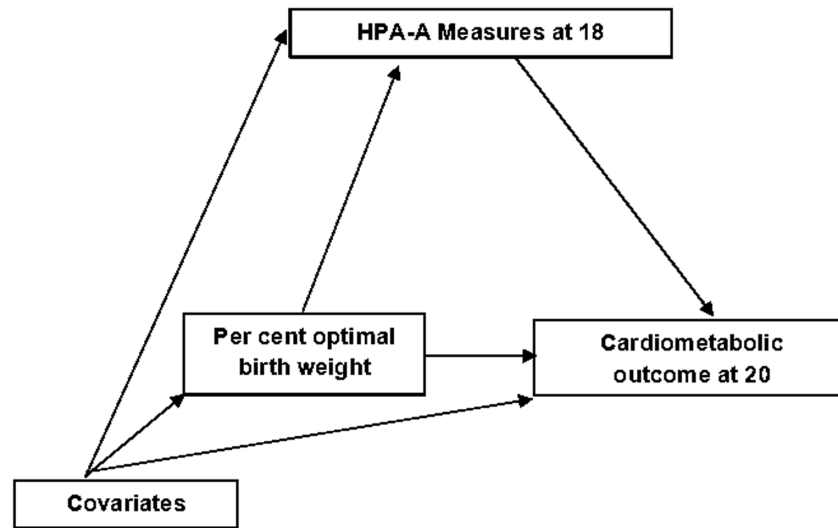 HPA-A Measures at 18
Per cent optimal
birth weight
Cardiometabolic
outcome at 20
Covariates